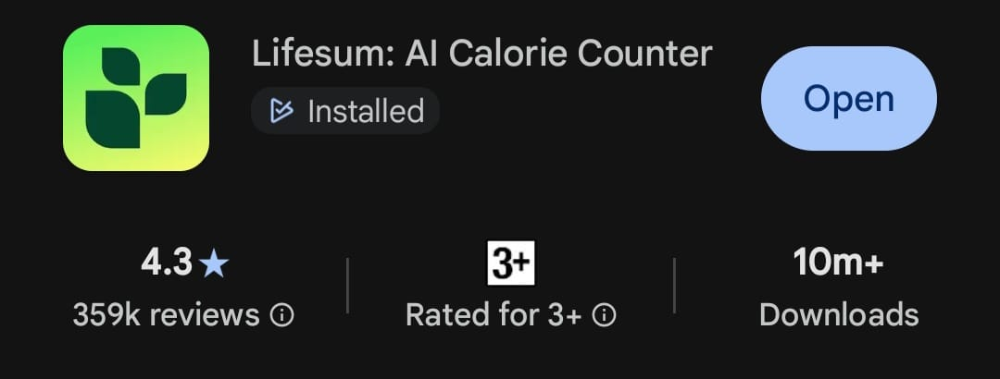 Lifesum: AI Calorie Counter
Installed
Open
4.3★
359k reviews
3+
Rated for 3+
10m+
Downloads